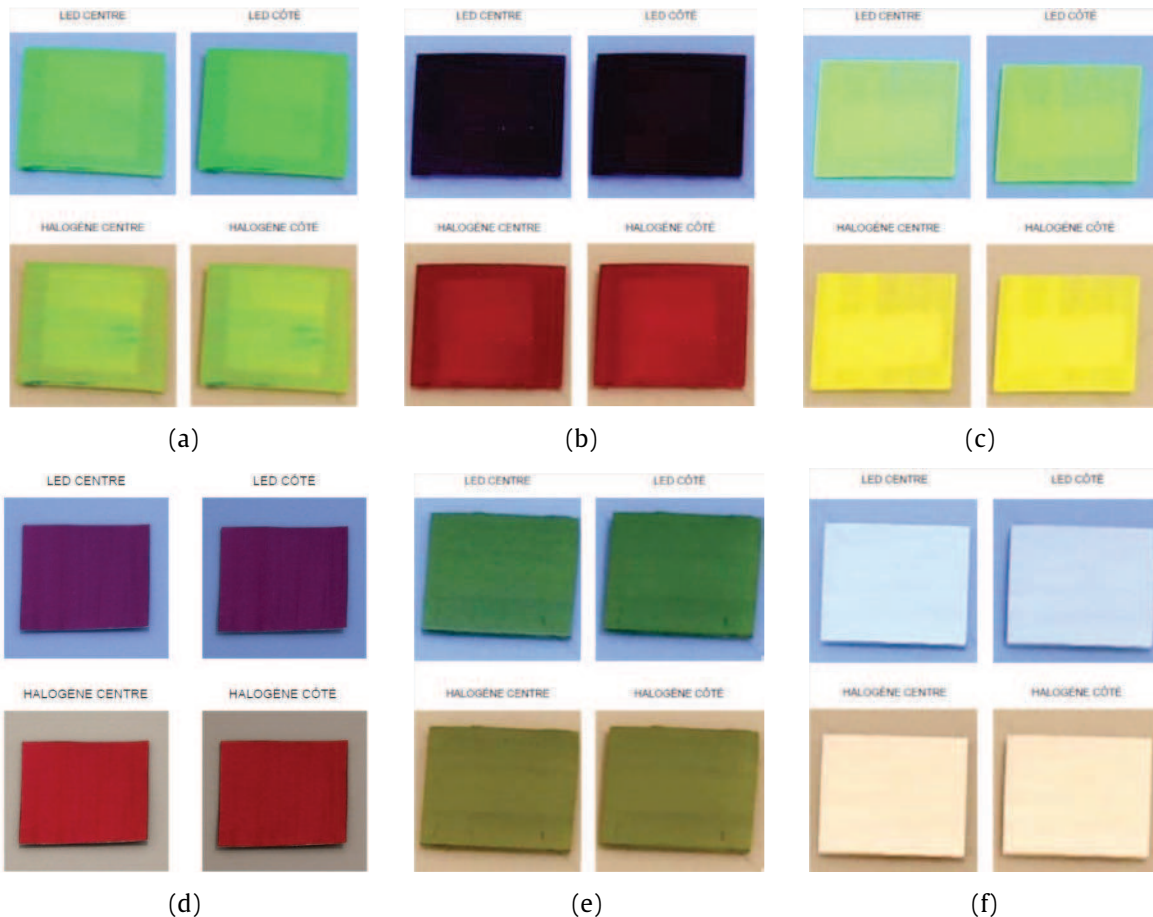 LED CENTRE LED CÔTÉ LED CENTRE LED CÔTÉ LED CENTRE LED CÔTÉ
HALOGÈNE CENTRE HALOGÈNE CÔTÉ HALOGÈNE CENTRE HALOGÈNE CÔTÉ HALOGÈNE CENTRE HALOGÈNE CÔTÉ
(a) (b) (c)
LED CENTRE LED CÔTÉ LED CENTRE LED CÔTÉ LED CENTRE LED CÔTÉ
HALOGÈNE CENTRE HALOGÈNE CÔTÉ HALOGÈNE CENTRE HALOGÈNE CÔTÉ HALOGÈNE CENTRE HALOGÈNE CÔTÉ
(d) (e) (f)